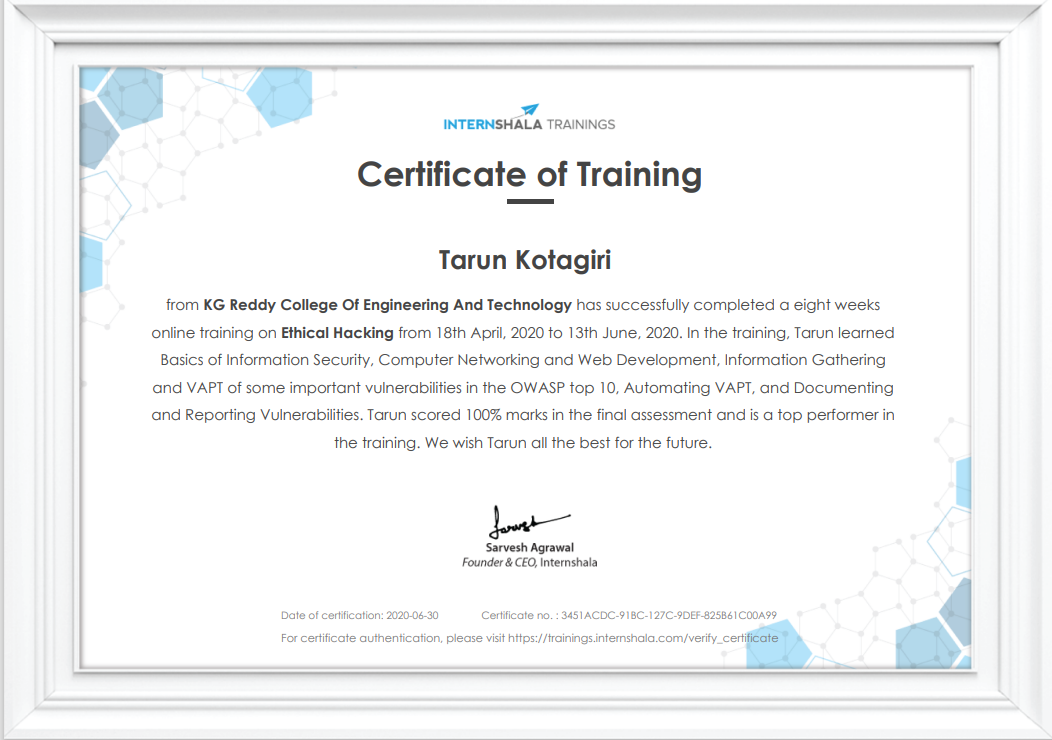 INTERNSHALA TRAININGS
Certificate of Training
Tarun Kotagiri
from KG Reddy College Of Engineering And Technology has successfully completed a eight weeks
online training on Ethical Hacking from 18th April, 2020 to 13th June, 2020. In the training, Tarun learned
Basics of Information Security, Computer Networking and Web Development, Information Gathering
and VAPT of some important vulnerabilities in the OWASP top 10, Automating VAPT, and Documenting
and Reporting Vulnerabilities. Tarun scored 100% marks in the final assessment and is a top performer in
the training. We wish Tarun all the best for the future.
Sarvesh
Sarvesh Agrawal
Founder & CEO, Internshala
Date of certification: 2020-06-30 Certificate no. : 3451ACDC-91BC-127C-9DEF-825B61C00A99
For certificate authentication, please visit https://trainings.internshala.com/verify_certificate